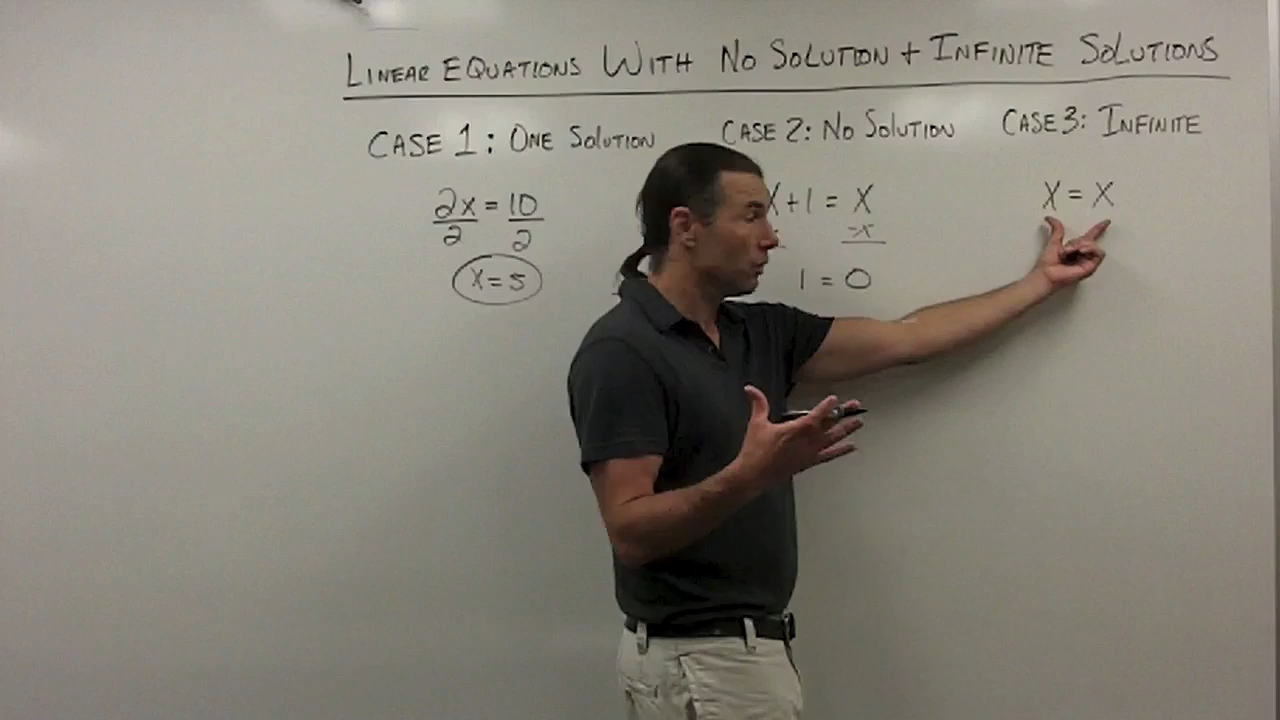 LINEAR EQUATIONS WITH NO SOLUTION + INFINITE SOLUTIONS
CASE 1: ONE SOLUTION
2x = 10
2 2
x = 5
CASE 2: NO SOLUTION
X + 1 = X
-x
1 = 0
CASE 3: INFINITE
X = X